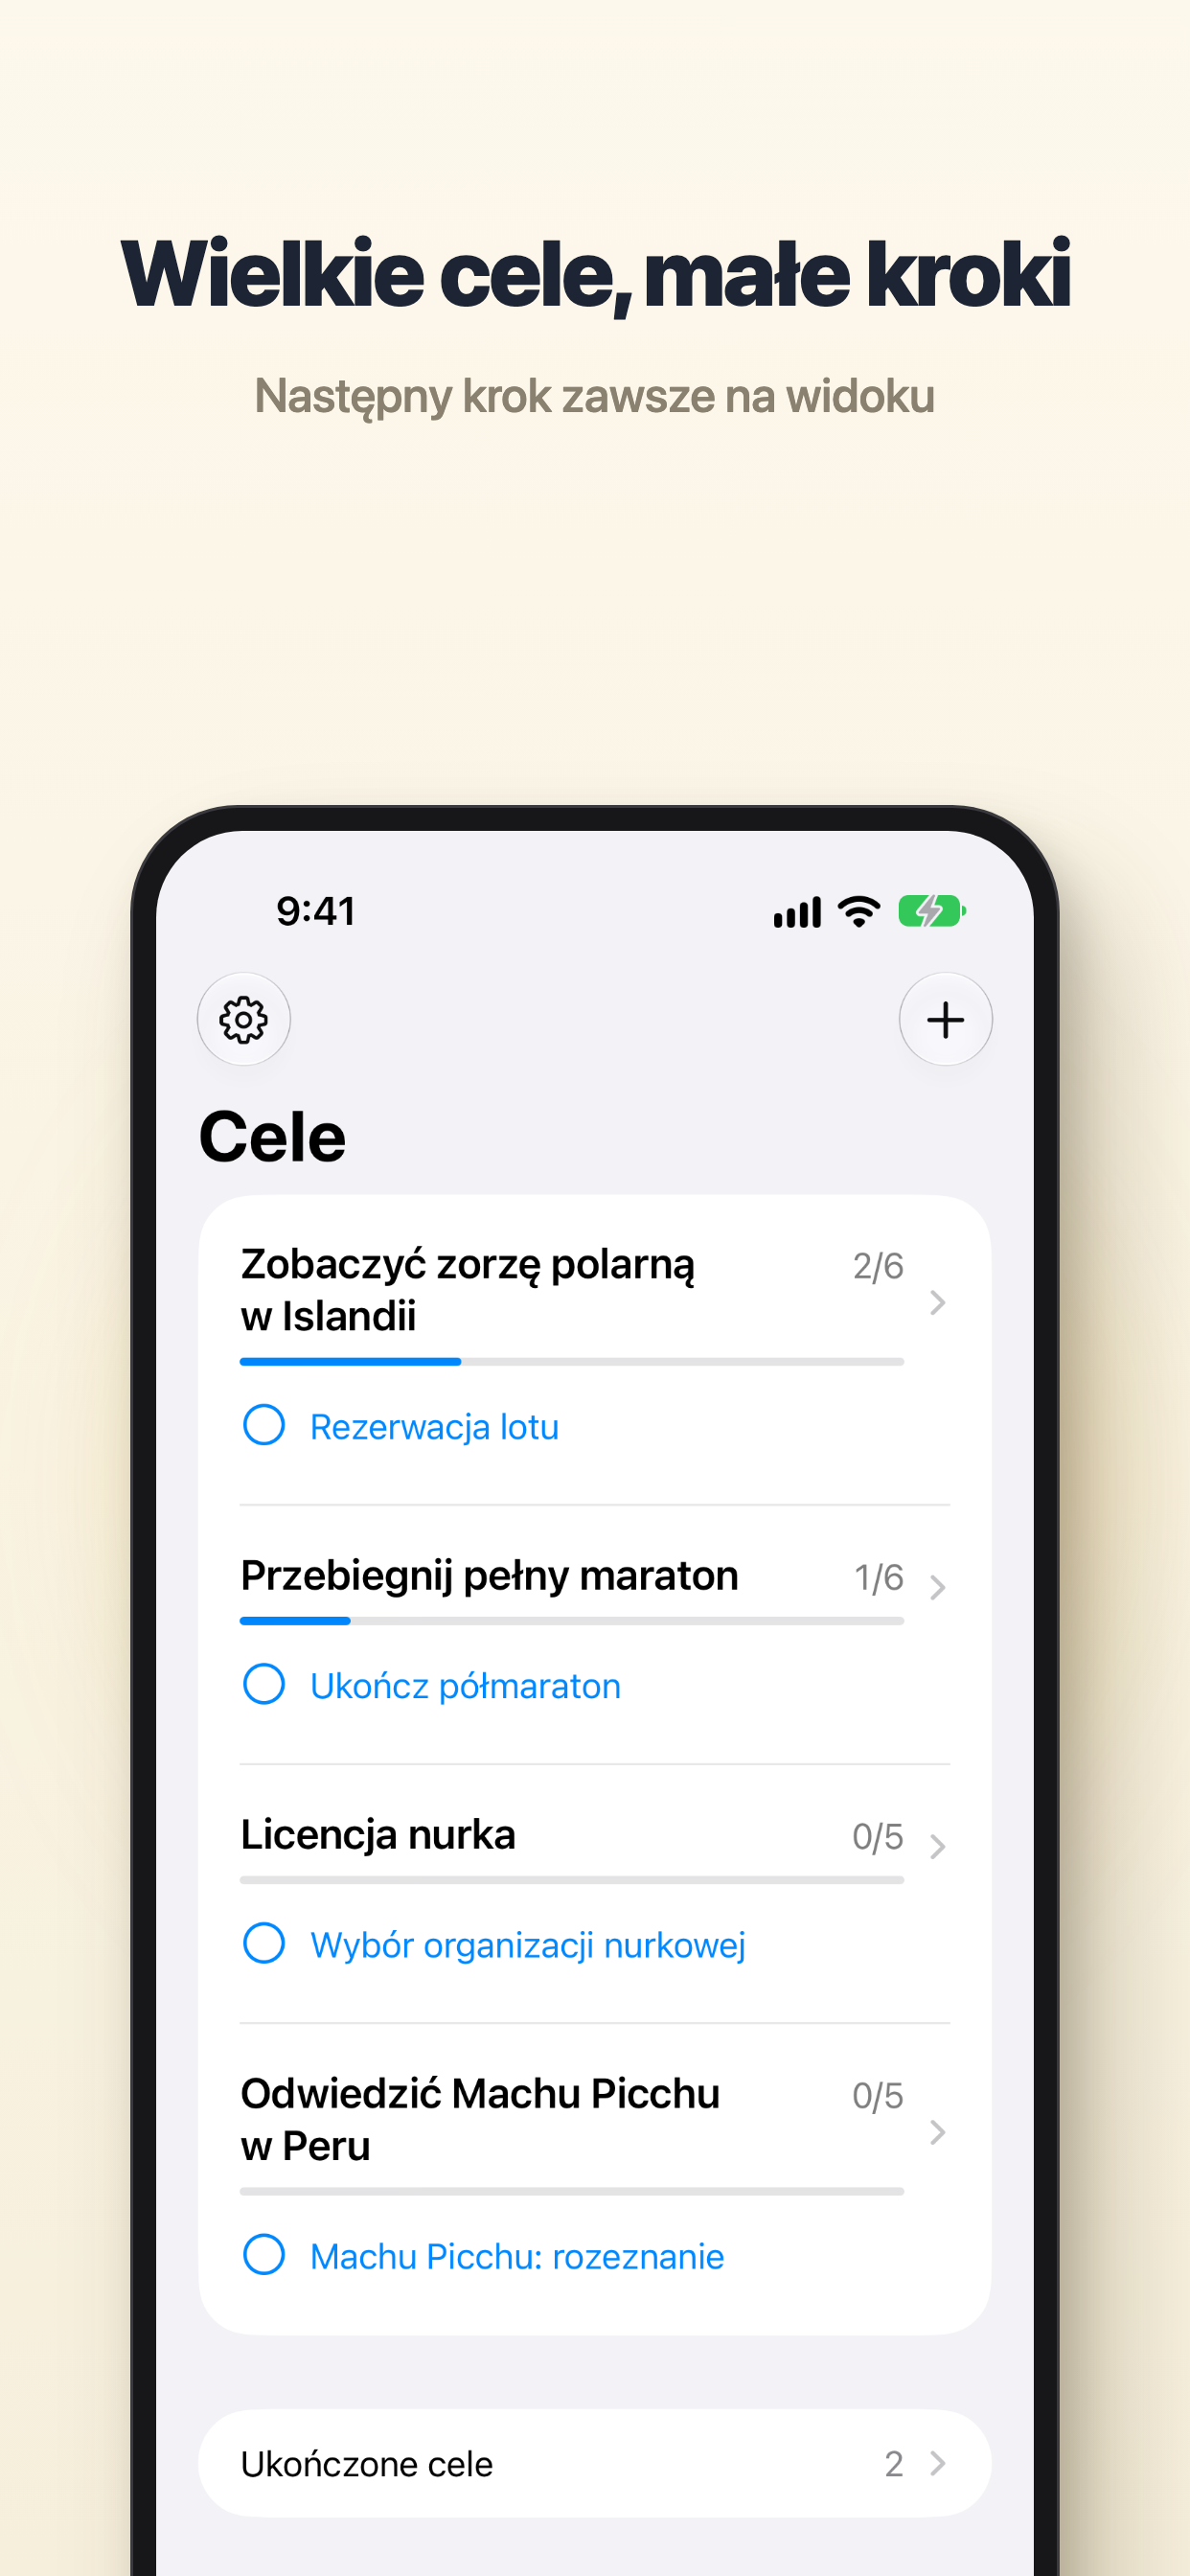 Wielkie cele, małe kroki
Następny krok zawsze na widoku
9:41
Cele
Zobaczyć zorzę polarną
w Islandii
2/6
Rezerwacja lotu
Przebiegnij pełny maraton
1/6
Ukończ półmaraton
Licencja nurka
0/5
Wybór organizacji nurkowej
Odwiedzić Machu Picchu
w Peru
0/5
Machu Picchu: rozeznanie
Ukończone cele
2